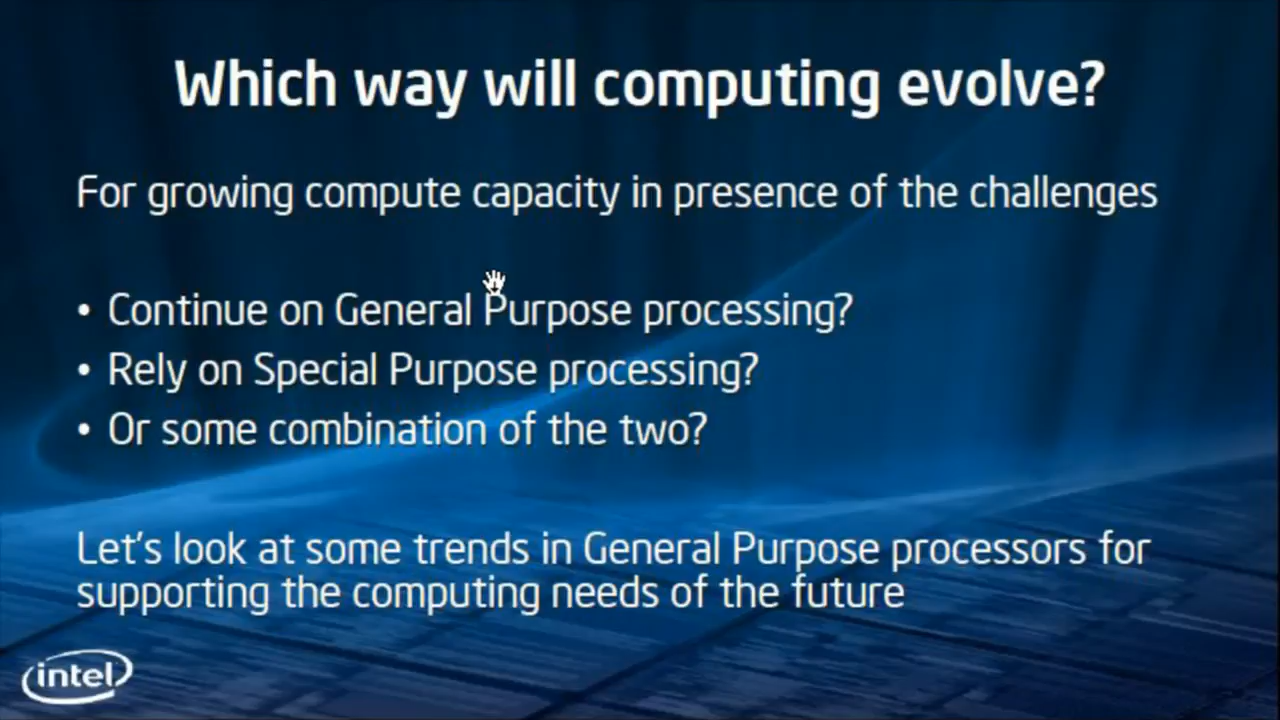 Which way will computing evolve?
For growing compute capacity in presence of the challenges
• Continue on General Purpose processing?
• Rely on Special Purpose processing?
• Or some combination of the two?
Let's look at some trends in General Purpose processors for
supporting the computing needs of the future
intel